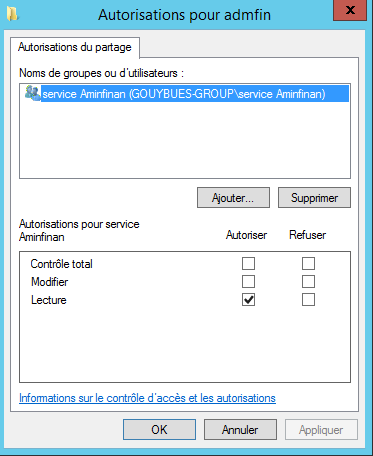 Autorisations pour admfin
x
Autorisations du partage
Noms de groupes ou d'utilisateurs :
service Aminfinan (GOUYBUES-GROUP\service Aminfinan)
Ajouter... Supprimer
Autorisations pour service
Aminfinan Autoriser Refuser
Contrôle total
Modifier
Lecture
Informations sur le contrôle d'accès et les autorisations
OK Annuler Appliquer